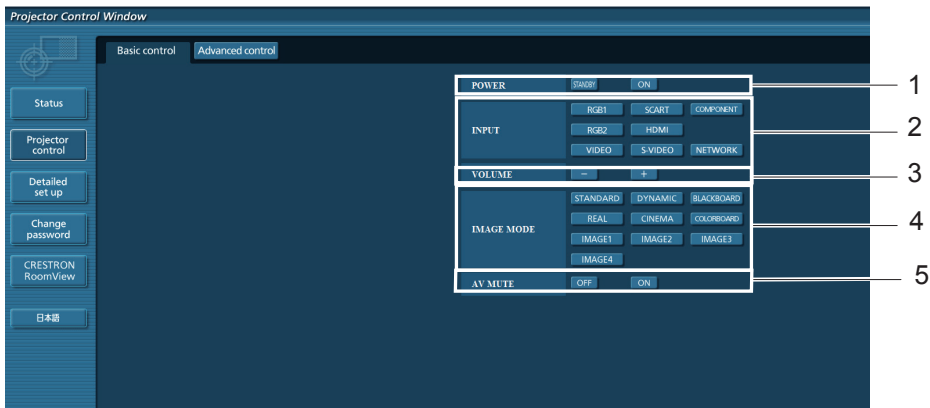 Projector Control Window
Basic control Advanced control
Status
Projector control
Detailed set up
Change password
CRESTRON RoomView
日本語
POWER STANDBY ON 1
INPUT RGB1 SCART COMPONENT 2
RGB2 HDMI
VIDEO S-VIDEO NETWORK
VOLUME - + 3
IMAGE MODE STANDARD DYNAMIC BLACKBOARD 4
REAL CINEMA COLORBOARD
IMAGE1 IMAGE2 IMAGE3
IMAGE4
AV MUTE OFF ON 5